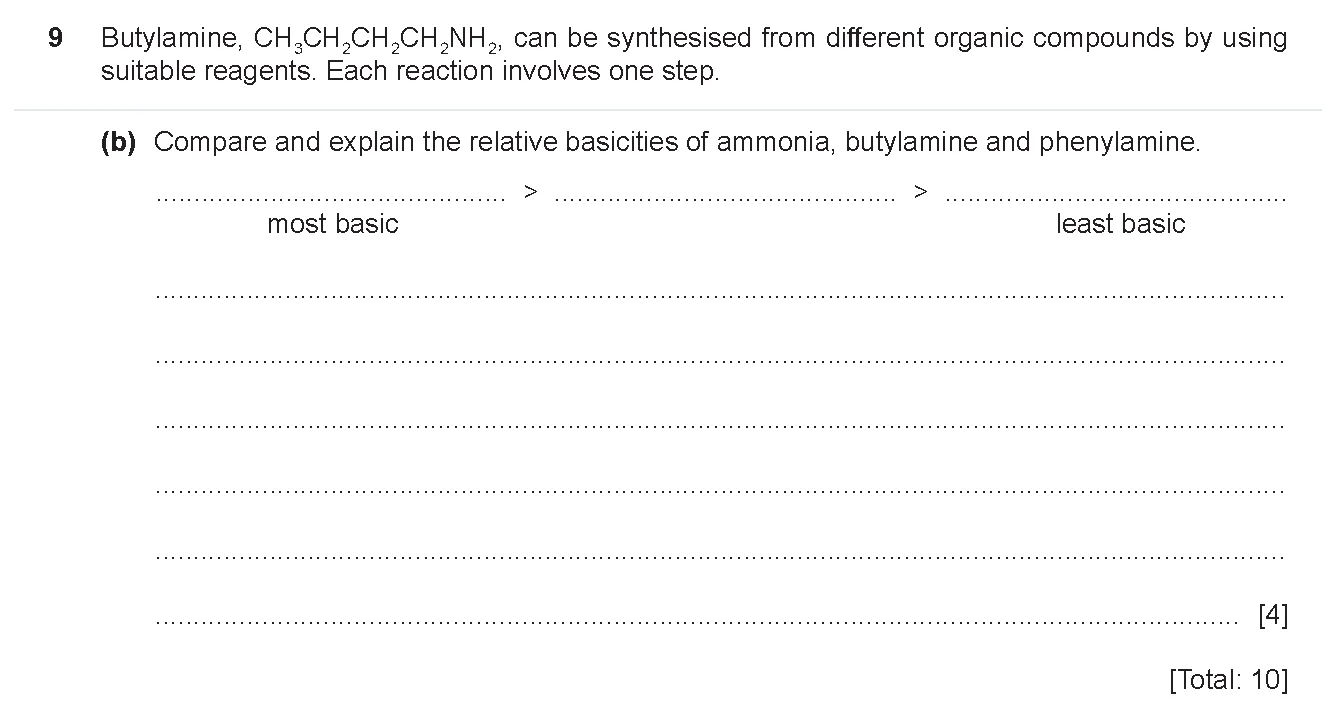 9 Butylamine, CH₃CH₂CH₂CH₂NH₂, can be synthesised from different organic compounds by using
suitable reagents. Each reaction involves one step.
(b) Compare and explain the relative basicities of ammonia, butylamine and phenylamine.
.............................................. > ............................................. > .............................................
most basic least basic
....................................................................................................................................................
....................................................................................................................................................
....................................................................................................................................................
....................................................................................................................................................
....................................................................................................................................................
.............................................................................................................................................. [4]
[Total: 10]